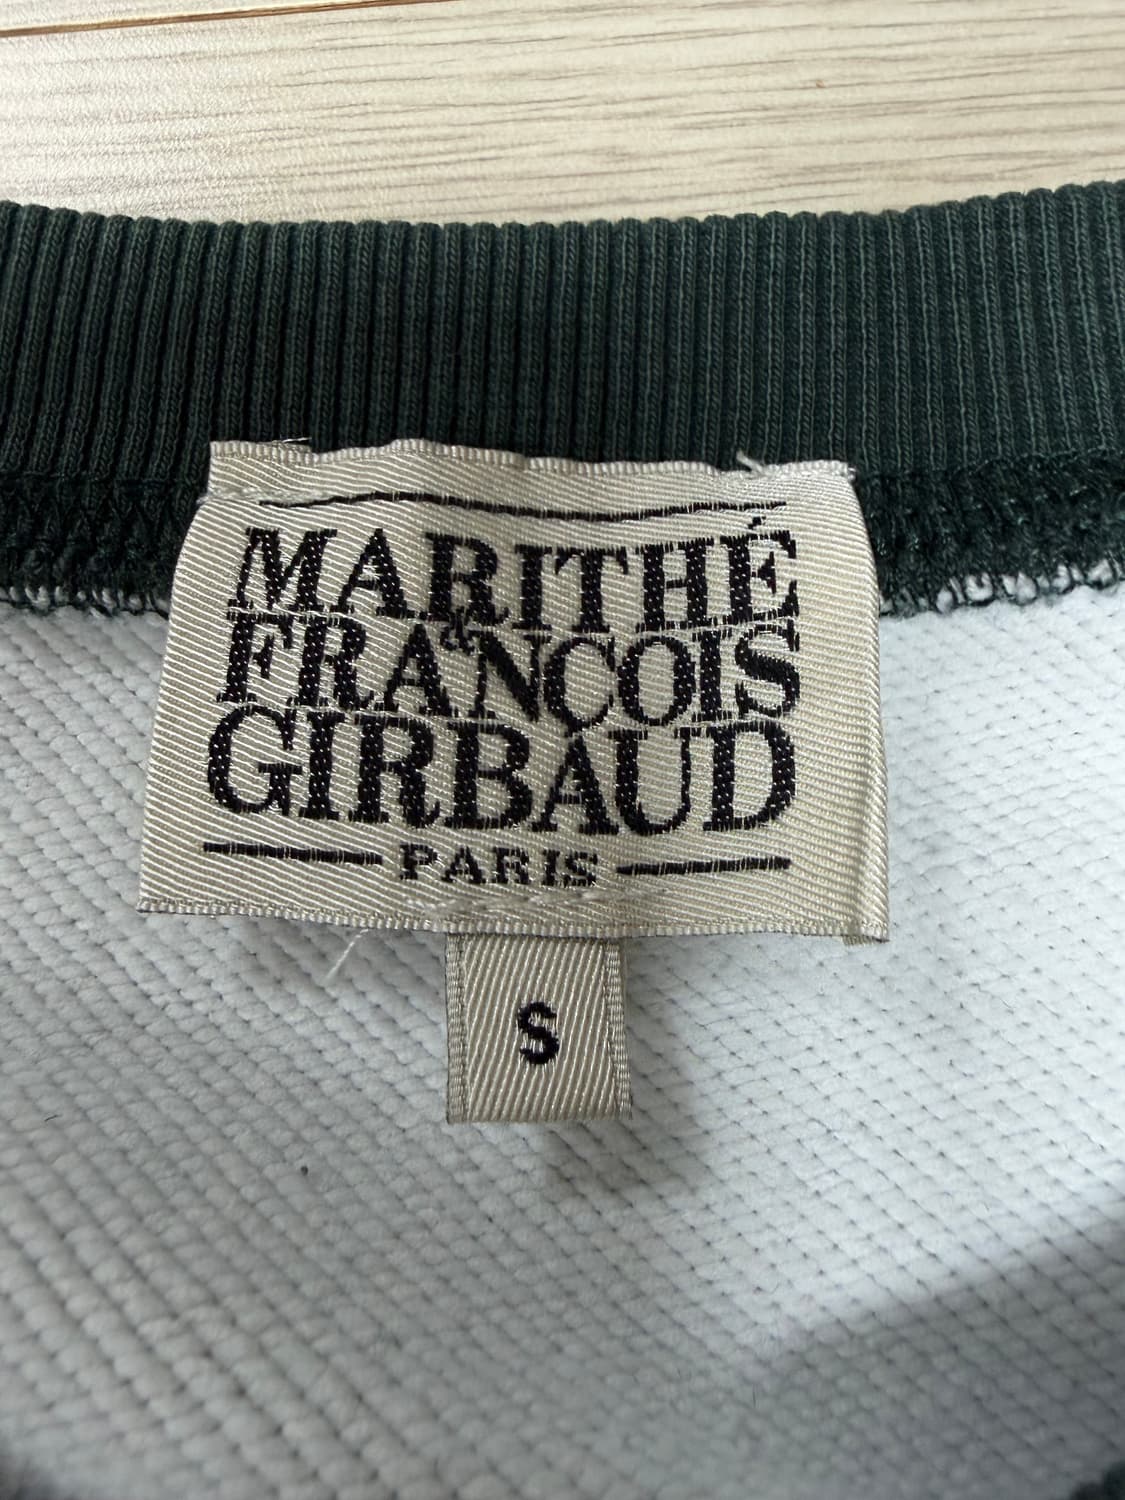 MARITHÉ
&
FRANÇOIS
GIRBAUD
PARIS
S